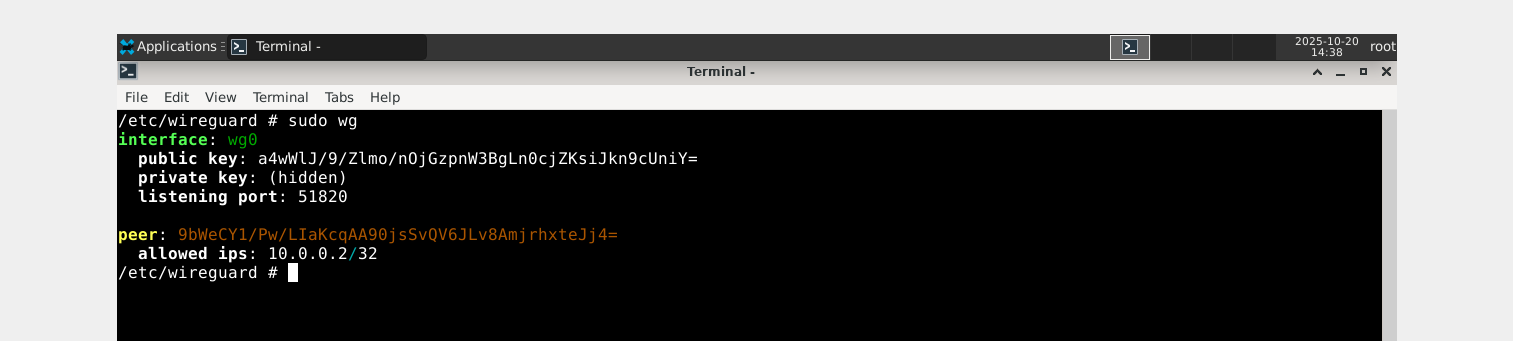 Applications Terminal - 2025-10-20 14:38 root
Terminal -
File Edit View Terminal Tabs Help
/etc/wireguard # sudo wg
interface: wg0
  public key: a4wWlJ/9/Zlmo/nOjGzpnW3BgLn0cjZKsiJkn9cUniY=
  private key: (hidden)
  listening port: 51820

peer: 9bWeCY1/Pw/LIaKcqAA90jsSvQV6JLv8AmjrhxteJj4=
  allowed ips: 10.0.0.2/32
/etc/wireguard #